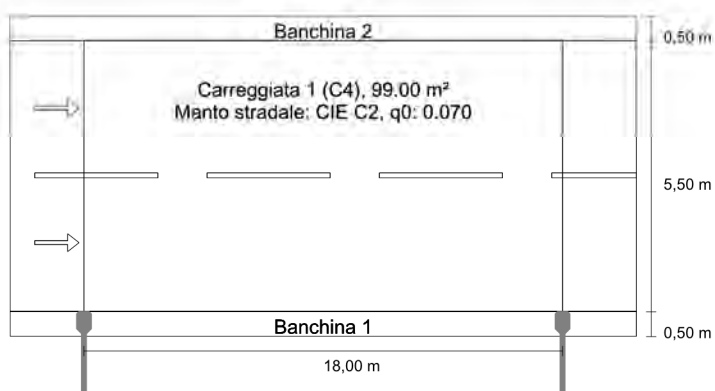 Banchina 2
0,50 m
Carreggiata 1 (C4), 99.00 m²
Manto stradale: CIE C2, q0: 0.070
5,50 m
Banchina 1
0,50 m
18,00 m